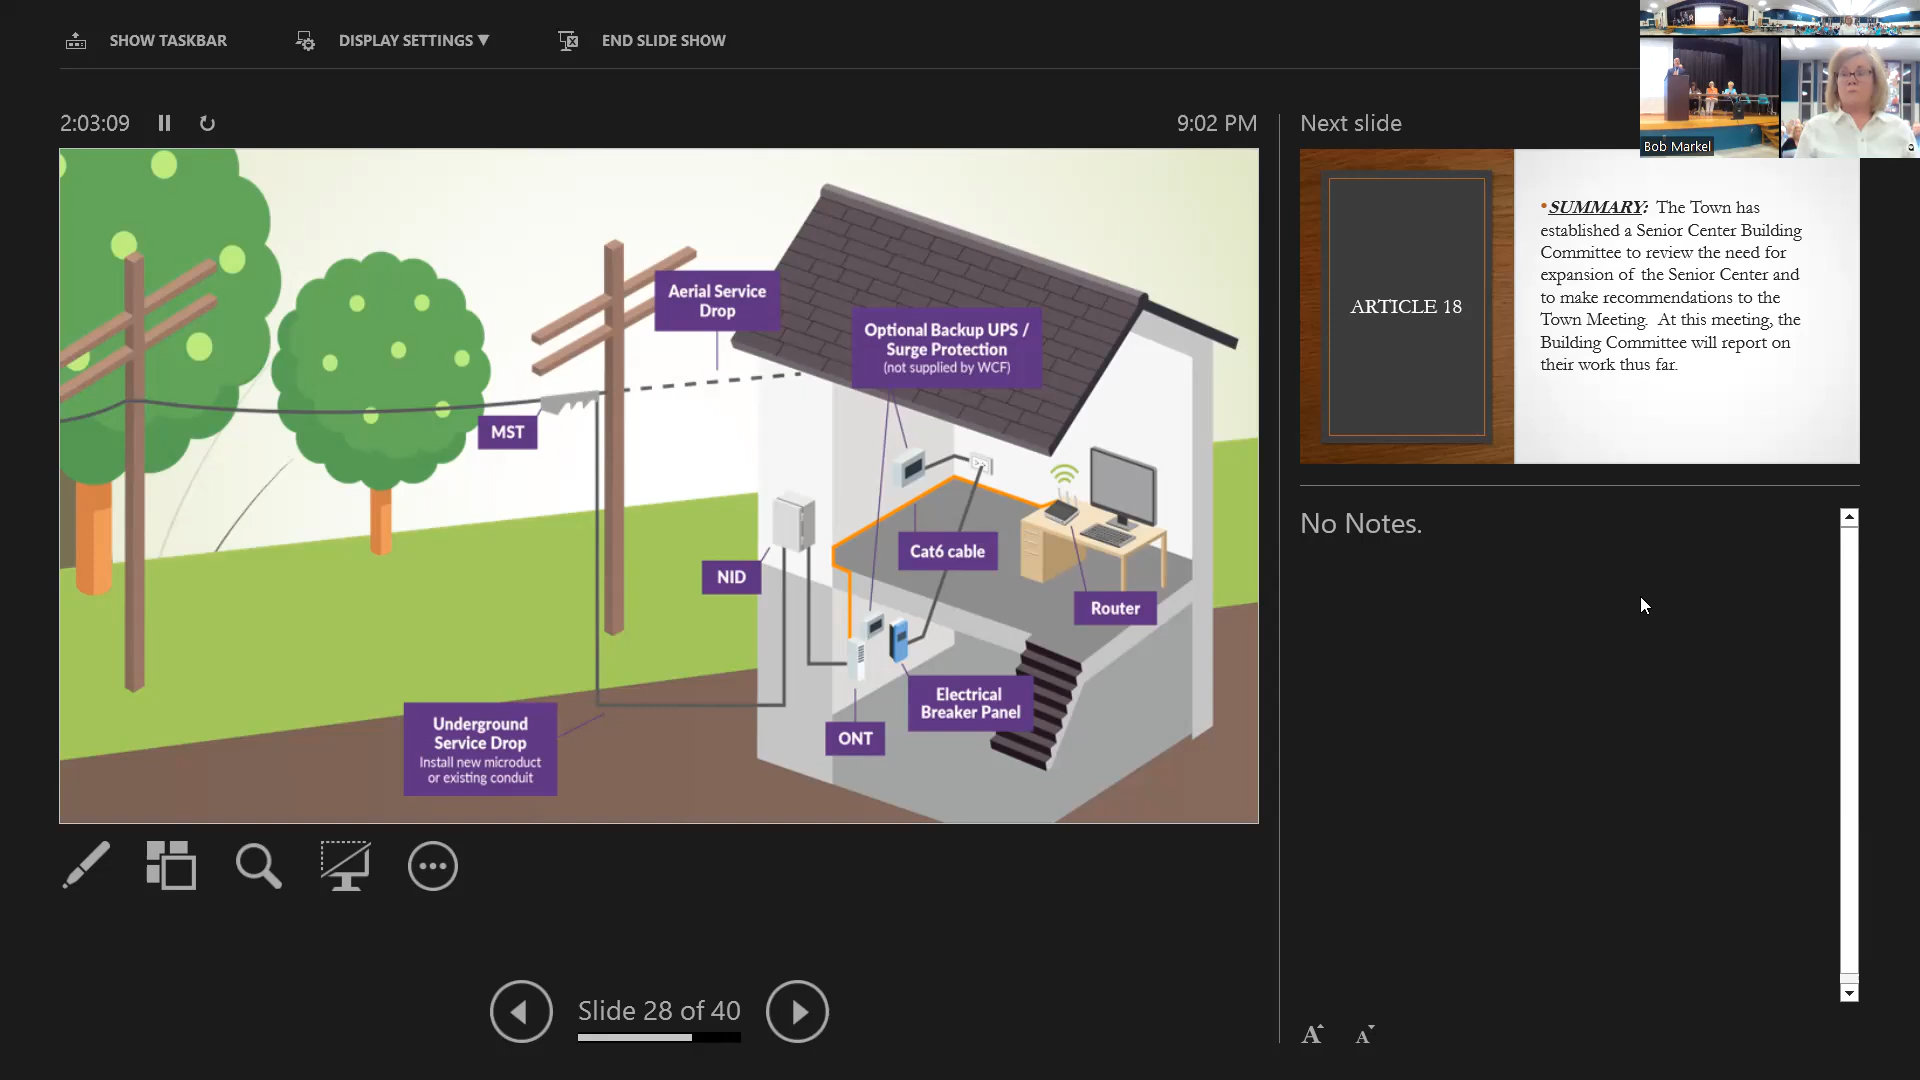 SHOW TASKBAR
DISPLAY SETTINGS ▼
END SLIDE SHOW
2:03:09
9:02 PM
Next slide
Bob Markel
Aerial Service
Drop
Optional Backup UPS /
Surge Protection
(not supplied by WCF)
MST
NID
Cat6 cable
Router
Electrical
Breaker Panel
ONT
Underground
Service Drop
Install new microduct
or existing conduit
ARTICLE 18
•SUMMARY: The Town has
established a Senior Center Building
Committee to review the need for
expansion of the Senior Center and
to make recommendations to the
Town Meeting. At this meeting, the
Building Committee will report on
their work thus far.
No Notes.
Slide 28 of 40
A A